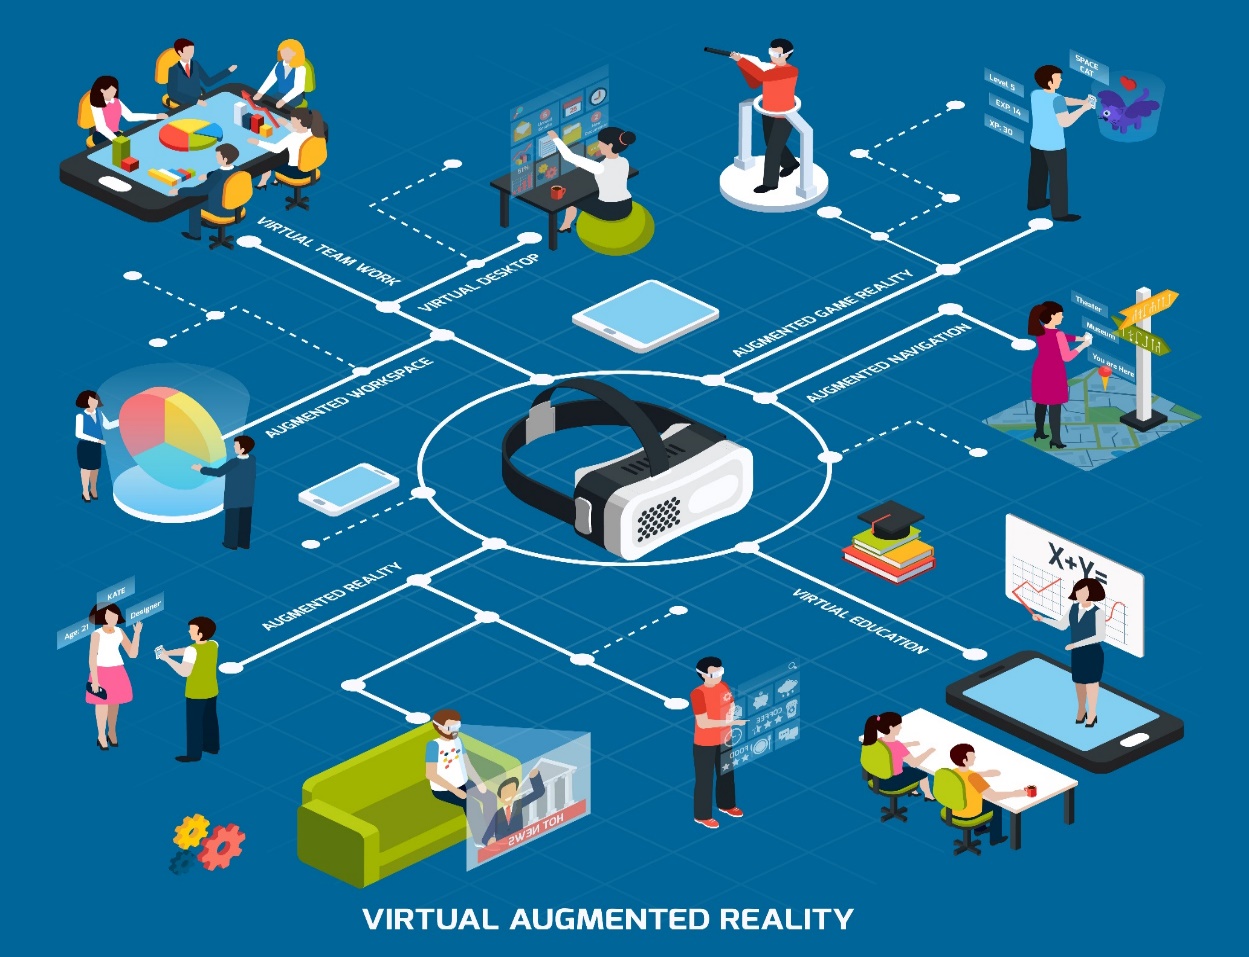 SPACE
CAT
Level 5
EXP: 14
XP: 30
VIRTUAL TEAM WORK
VIRTUAL DESKTOP
AUGMENTED GAME REALITY
Theater
Museum
You are Here
AUGMENTED NAVIGATION
AUGMENTED WORKSPACE
X+Y=
AUGMENTED REALITY
VIRTUAL EDUCATION
KATE
Age: 21
Designer
COFFEE
FOOD
HOT NEWS
VIRTUAL AUGMENTED REALITY